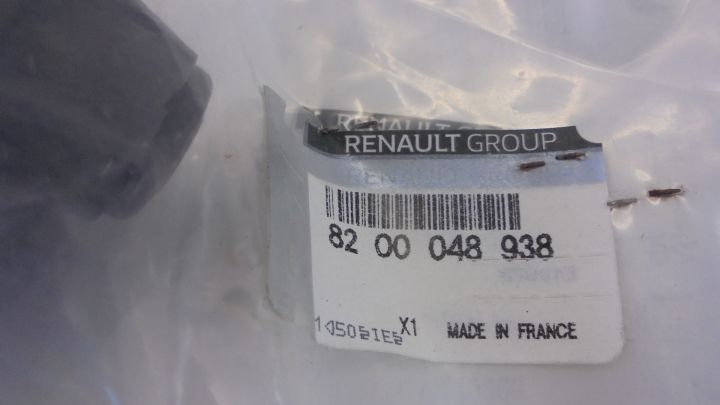 RENAULT GROUP
82 00 048 938
X1 MADE IN FRANCE